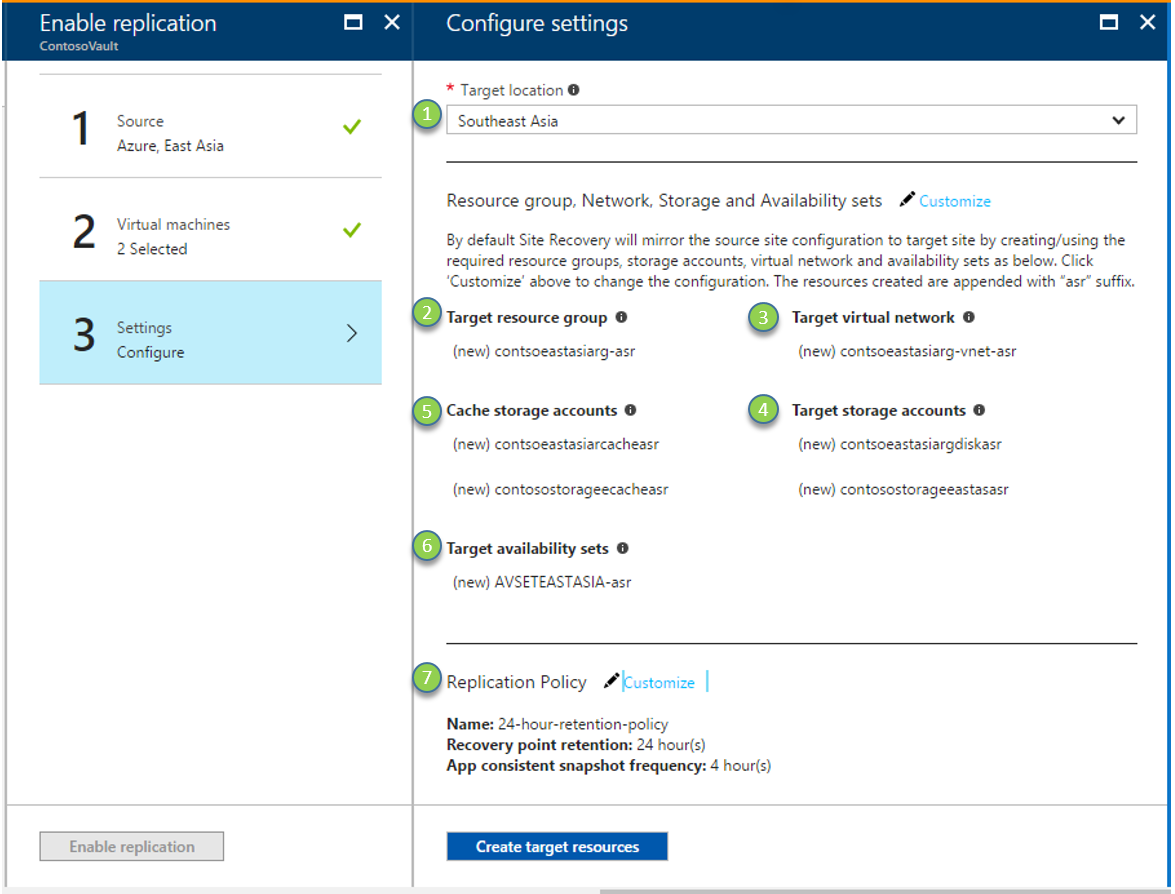 Enable replication
ContosoVault
1
Source
Azure, East Asia
2
Virtual machines
2 Selected
3
Settings
Configure
Enable replication
Configure settings
* Target location
1
Southeast Asia
Resource group, Network, Storage and Availability sets Customize
By default Site Recovery will mirror the source site configuration to target site by creating/using the
required resource groups, storage accounts, virtual network and availability sets as below. Click
'Customize' above to change the configuration. The resources created are appended with "asr" suffix.
2 Target resource group
(new) contsoeastasiarg-asr
3 Target virtual network
(new) contsoeastasiarg-vnet-asr
5 Cache storage accounts
(new) contsoeastasiarcacheasr
(new) contosostorageecacheasr
4 Target storage accounts
(new) contsoeastasiargdiskasr
(new) contosostorageeastasasr
6 Target availability sets
(new) AVSETEASTASIA-asr
7 Replication Policy Customize
Name: 24-hour-retention-policy
Recovery point retention: 24 hour(s)
App consistent snapshot frequency: 4 hour(s)
Create target resources